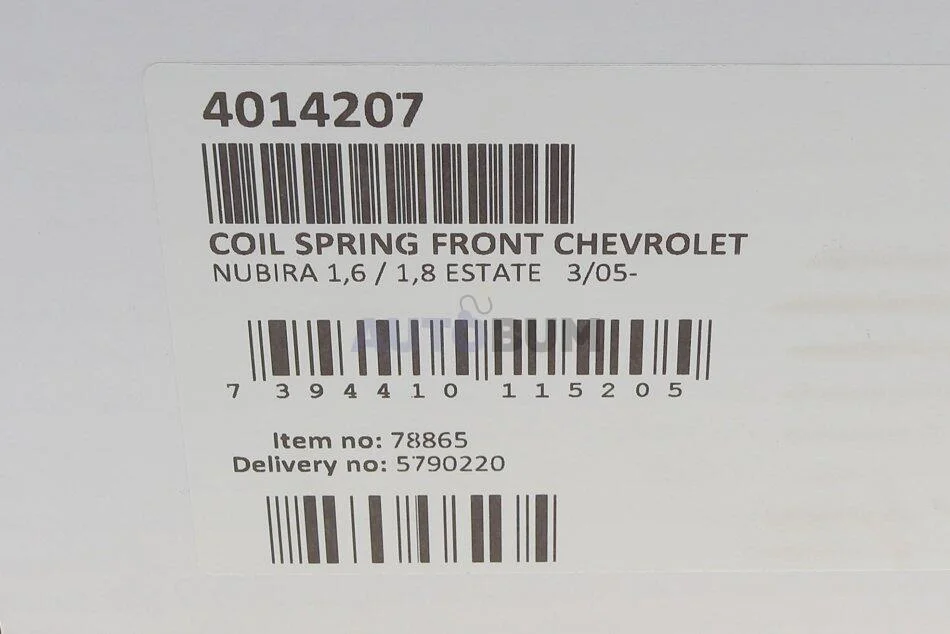 4014207
COIL SPRING FRONT CHEVROLET
NUBIRA 1,6 / 1,8 ESTATE 3/05-
AUTOBUM
7 394410 115205
Item no: 78865
Delivery no: 5790220